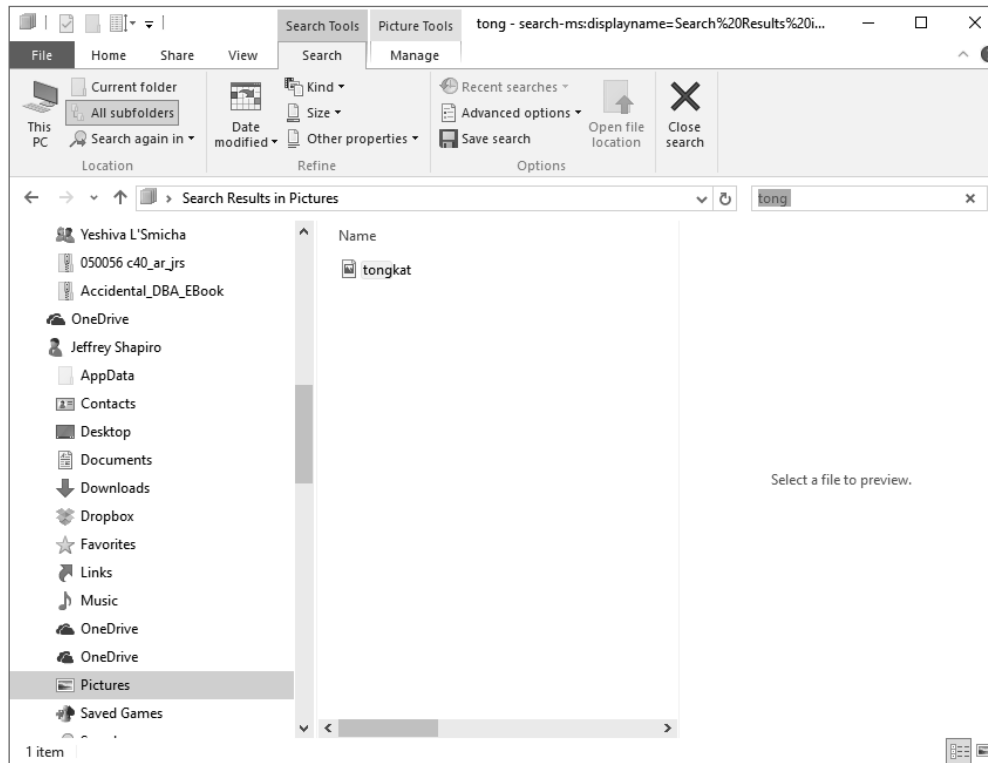 Search Tools Picture Tools tong - search-ms:displayname=Search%20Results%20i...
File Home Share View Search Manage
This PC
Current folder
All subfolders
Search again in
Location
Date modified
Kind
Size
Other properties
Refine
Recent searches
Advanced options
Save search
Open file location
Options
Close search
Search Results in Pictures
tong
Yeshiva L'Smicha
050056 c40_ar_jrs
Accidental_DBA_EBook
OneDrive
Jeffrey Shapiro
AppData
Contacts
Desktop
Documents
Downloads
Dropbox
Favorites
Links
Music
OneDrive
OneDrive
Pictures
Saved Games
Name
tongkat
Select a file to preview.
1 item